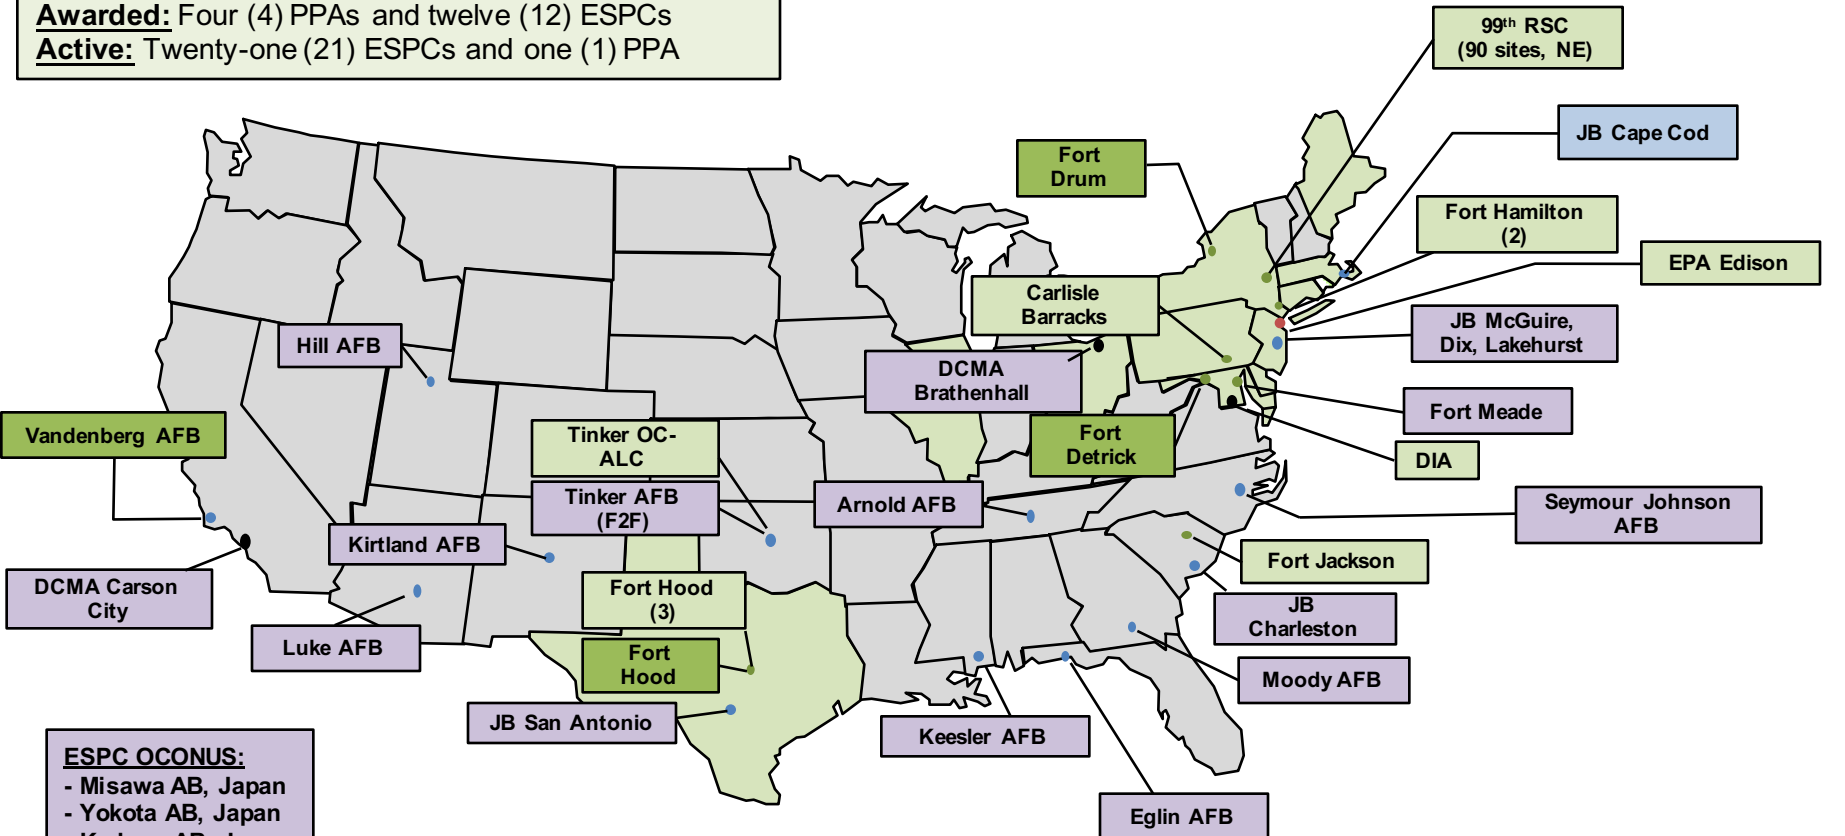 Awarded: Four (4) PPAs and twelve (12) ESPCs
Active: Twenty-one (21) ESPCs and one (1) PPA
99th RSC
(90 sites, NE)
JB Cape Cod
Fort
Drum
Fort Hamilton
(2)
EPA Edison
Carlisle
Barracks
JB McGuire,
Dix, Lakehurst
Hill AFB
DCMA
Brathenhall
Fort Meade
Vandenberg AFB
Tinker OC-
ALC
Fort
Detrick
DIA
Tinker AFB
(F2F)
Arnold AFB
Seymour Johnson
AFB
Kirtland AFB
Fort Jackson
DCMA Carson
City
Fort Hood
(3)
JB
Charleston
Luke AFB
Fort
Hood
Moody AFB
JB San Antonio
Keesler AFB
ESPC OCONUS:
- Misawa AB, Japan
- Yokota AB, Japan
Eglin AFB